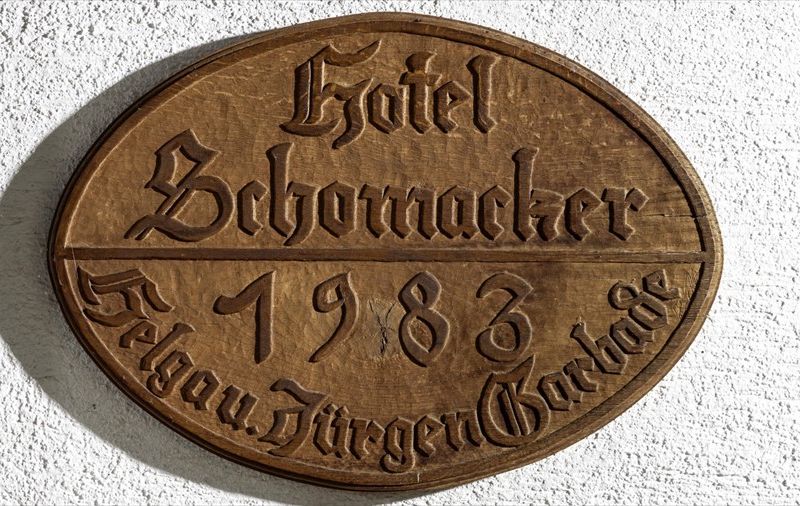 Hotel
Schomacker
1983
Helga u. Jürgen Garbade